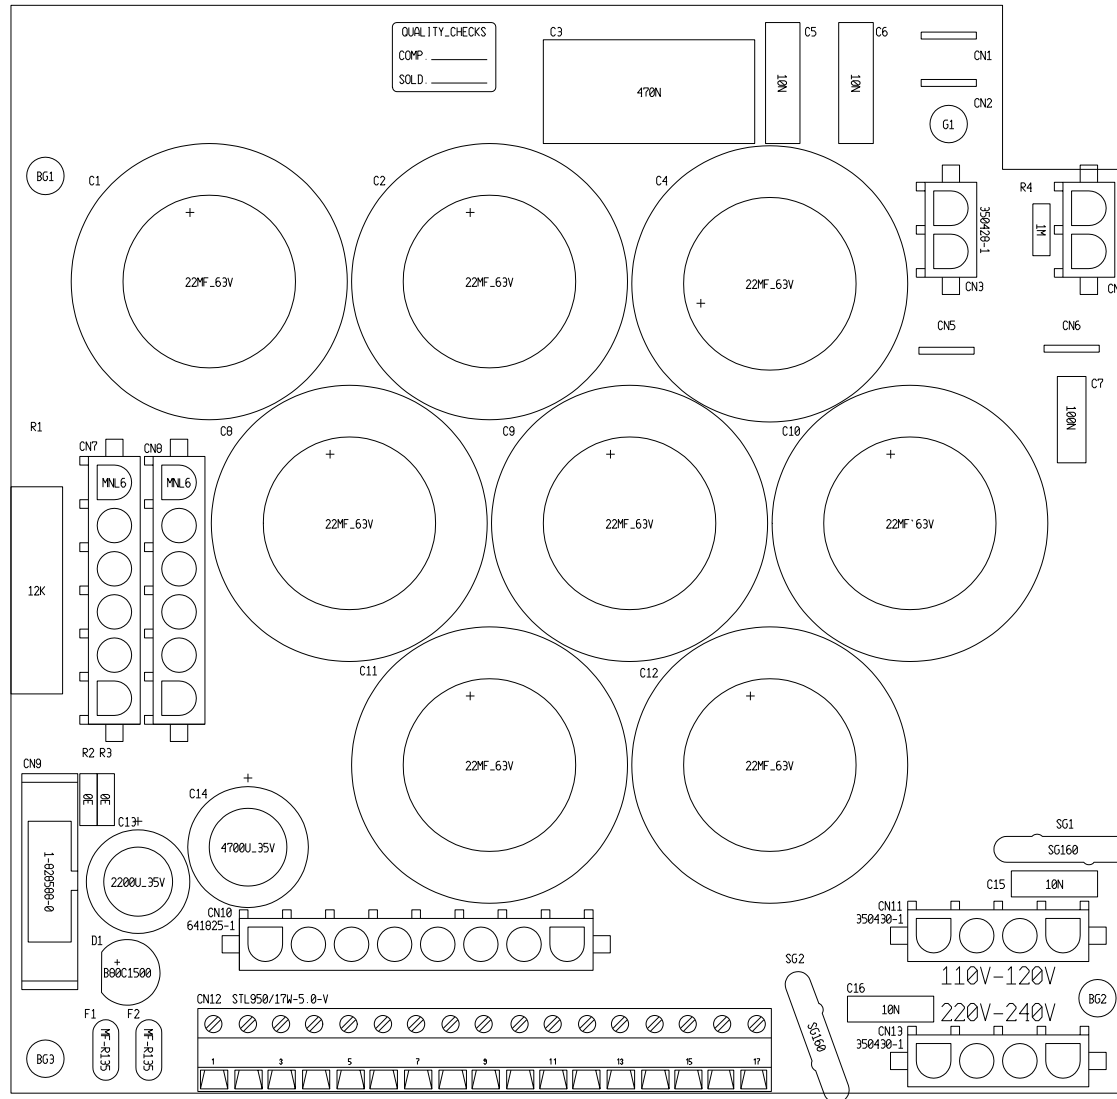 QUALITY_CHECKS
COMP.
SOLD.
C3
470N
C5
10N
C6
10N
CN1
CN2
G1
BG1
C1
22MF_63V
C2
22MF_63V
C4
22MF_63V
350428-1
CN3
R4
1M
CN
CN5
CN6
C7
100N
R1
12K
CN7
MNL6
CN8
MNL6
C8
22MF_63V
C9
22MF_63V
C10
22MF`63V
C11
22MF_63V
C12
22MF_63V
R2 R3
0E
0E
CN9
1-828588-0
C13
2200U_35V
C14
4700U_35V
SG1
SG160
C15
10N
CN10
641825-1
CN11
350430-1
110V-120V
D1
B80C1500
SG2
SG160
C16
10N
220V-240V
BG2
CN12 STL950/17W-5.0-V
1 3 5 7 9 11 13 15 17
CN13
350430-1
F1
MF-R135
F2
MF-R135
BG3